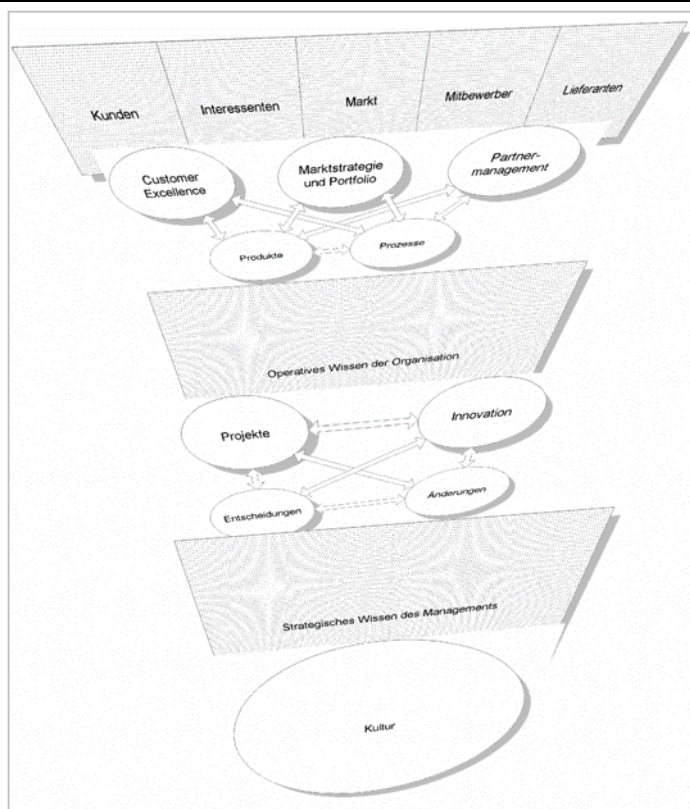 Kunden
Interessenten
Markt
Mitbewerber
Lieferanten
Customer
Excellence
Marktstrategie
und Portfolio
Partner-
management
Produkte
Prozesse
Operatives Wissen der Organisation
Projekte
Innovation
Entscheidungen
Änderungen
Strategisches Wissen des Managements
Kultur